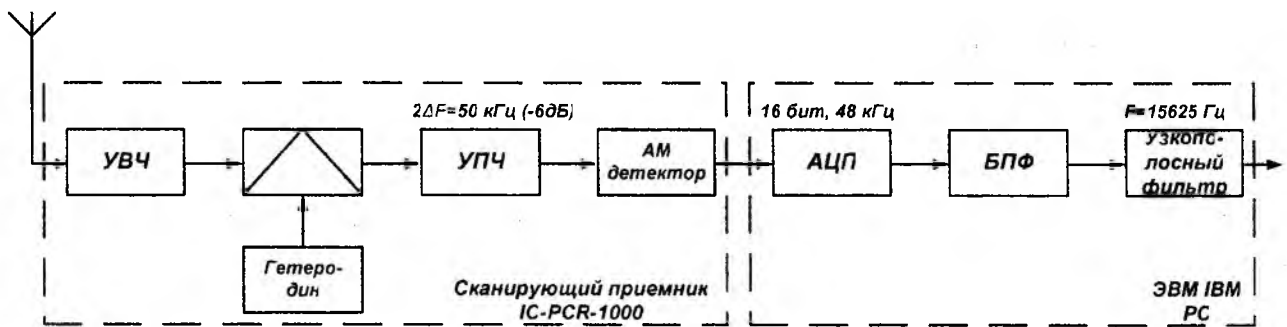 2ΔF=50 кГц (-6дБ)
16 бит, 48 кГц
F=15625 Гц
УВЧ
УПЧ
АМ
детектор
АЦП
БПФ
Узкопо-
лосный
фильтр
Гетеро-
дин
Сканирующий приемник
IC-PCR-1000
ЭВМ IBM
PC